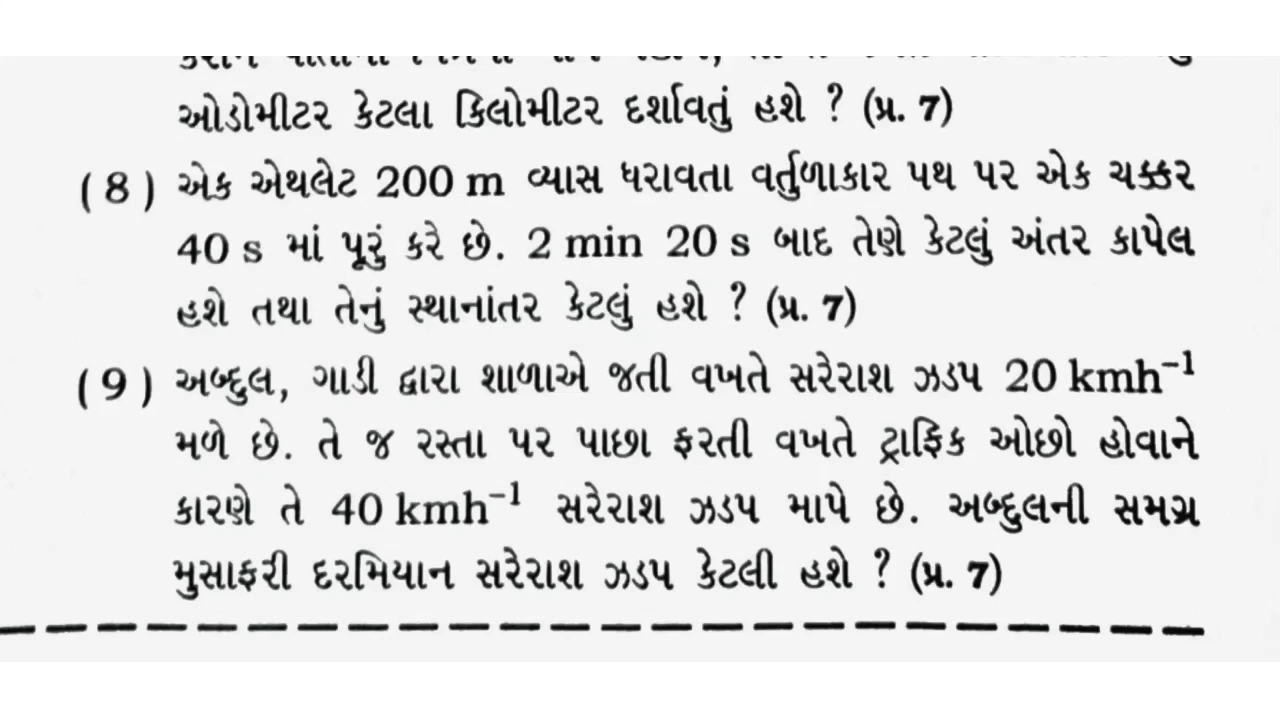 ઓડોમીટર કેટલા કિલોમીટર દર્શાવતું હશે ? (પ્ર. 7)
( 8 ) એક એથલેટ 200 m વ્યાસ ધરાવતા વર્તુળાકાર પથ પર એક ચક્કર
40 s માં પૂરું કરે છે. 2 min 20 s બાદ તેણે કેટલું અંતર કાપેલ
હશે તથા તેનું સ્થાનાંતર કેટલું હશે ? (પ્ર. 7)
( 9 ) અબ્દુલ, ગાડી દ્વારા શાળાએ જતી વખતે સરેરાશ ઝડપ 20 kmh⁻¹
મળે છે. તે જ રસ્તા પર પાછા ફરતી વખતે ટ્રાફિક ઓછો હોવાને
કારણે તે 40 kmh⁻¹ સરેરાશ ઝડપ માપે છે. અબ્દુલની સમગ્ર
મુસાફરી દરમિયાન સરેરાશ ઝડપ કેટલી હશે ? (પ્ર. 7)